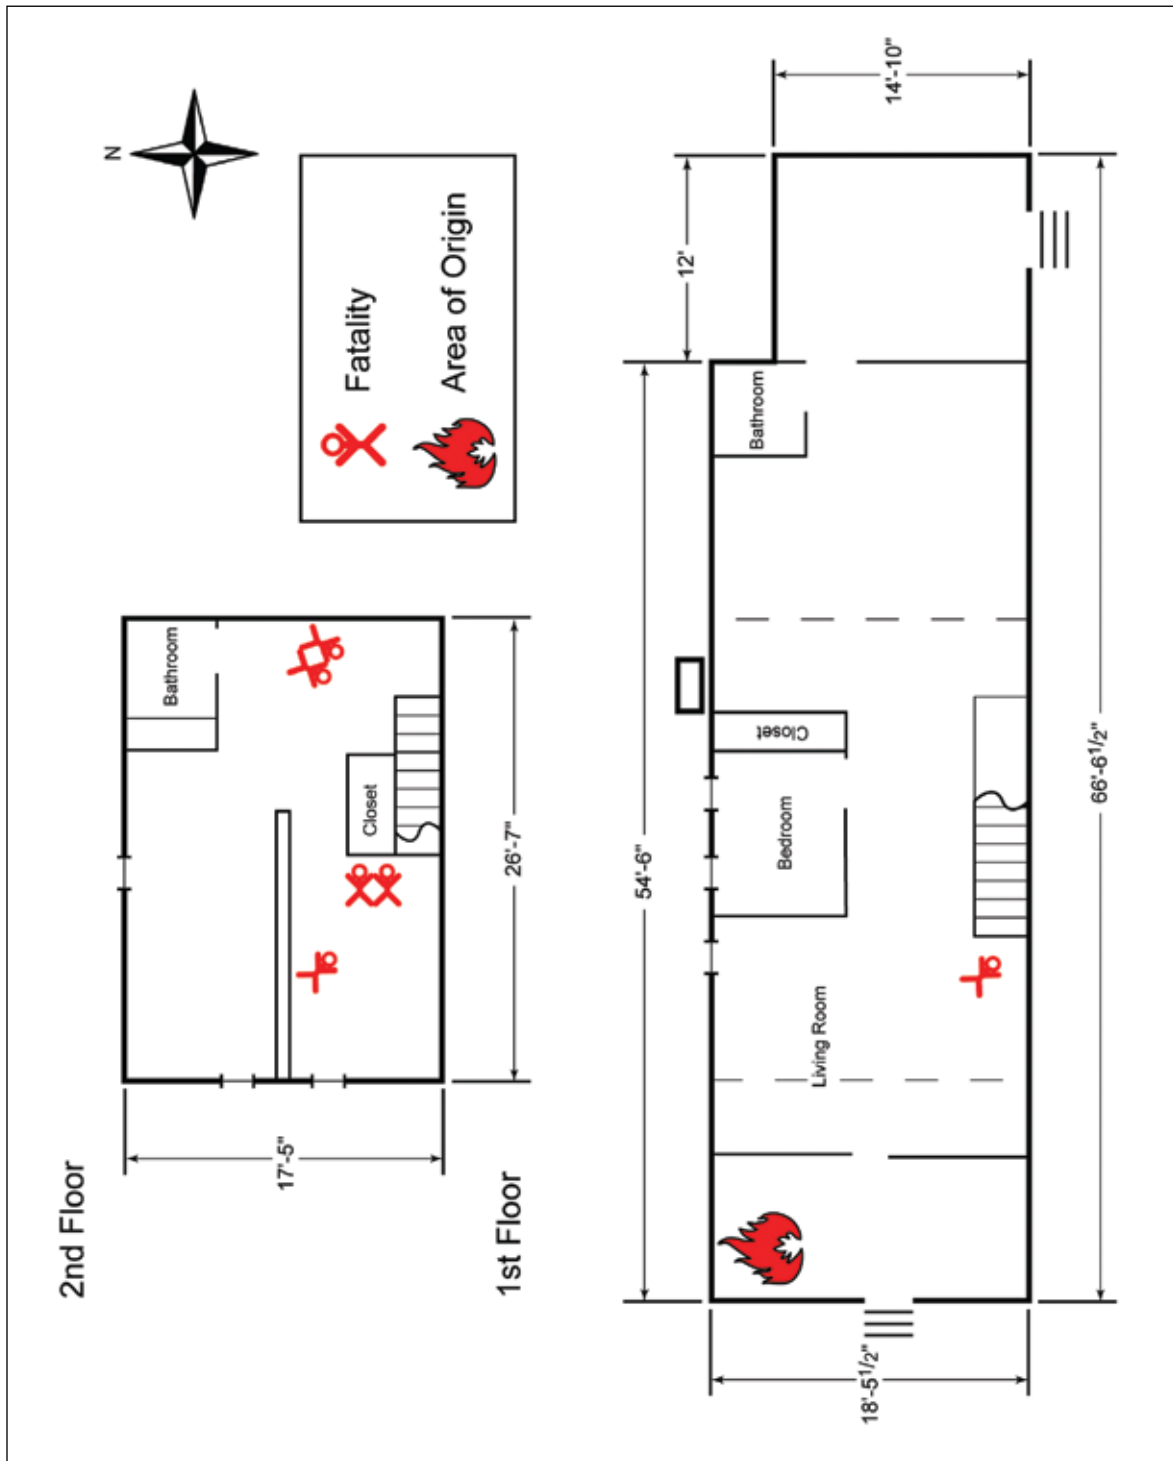 2nd Floor
17'-5"
26'-7"
Bathroom
Closet
N
Fatality
Area of Origin
1st Floor
18'-5 1/2"
54'-6"
12'
14'-10"
66'-6 1/2"
Living Room
Bedroom
Closet
Bathroom